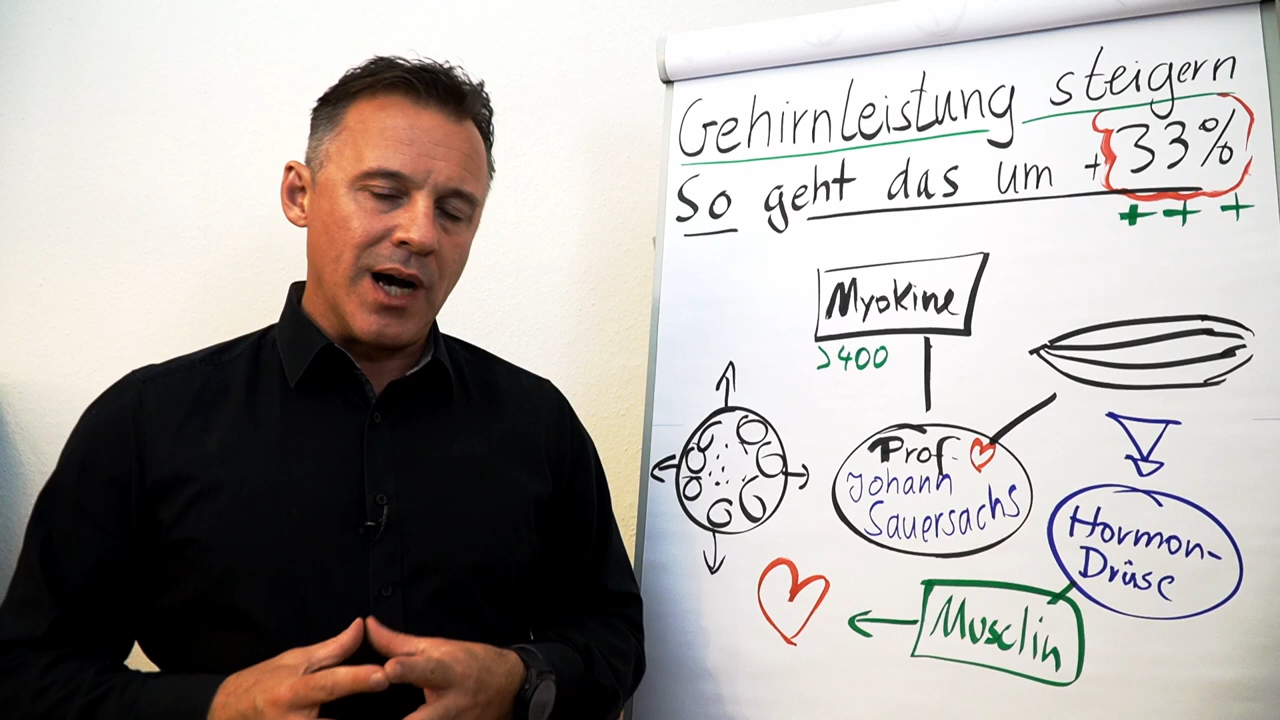 Gehirnleistung steigern
So geht das um + 33%
+ + +
Myokine
>400
Prof.
Johann
Sauersachs
Hormon-
Drüse
Musclin